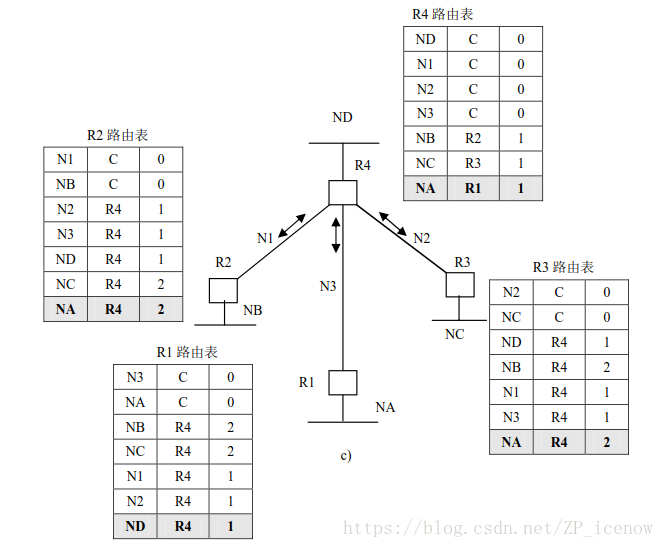 R4 路由表
ND C 0
N1 C 0
N2 C 0
N3 C 0
NB R2 1
NC R3 1
NA R1 1
R2 路由表
N1 C 0
NB C 0
N2 R4 1
N3 R4 1
ND R4 1
NC R4 2
NA R4 2
ND
R4
N1
N2
R2
R3
N3
NB
NC
R1
NA
c)
R3 路由表
N2 C 0
NC C 0
ND R4 1
NB R4 2
N1 R4 1
N3 R4 1
NA R4 2
R1 路由表
N3 C 0
NA C 0
NB R4 2
NC R4 2
N1 R4 1
N2 R4 1
ND R4 1
https://blog.csdn.net/ZP_icenow